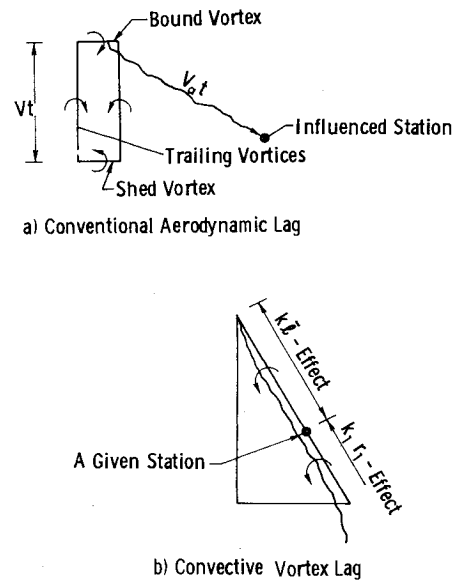 Bound Vortex
Vₐt
Vt
Influenced Station
Trailing Vortices
Shed Vortex
a) Conventional Aerodynamic Lag
kl̄ - Effect
k₁ r₁ - Effect
A Given Station
b) Convective Vortex Lag